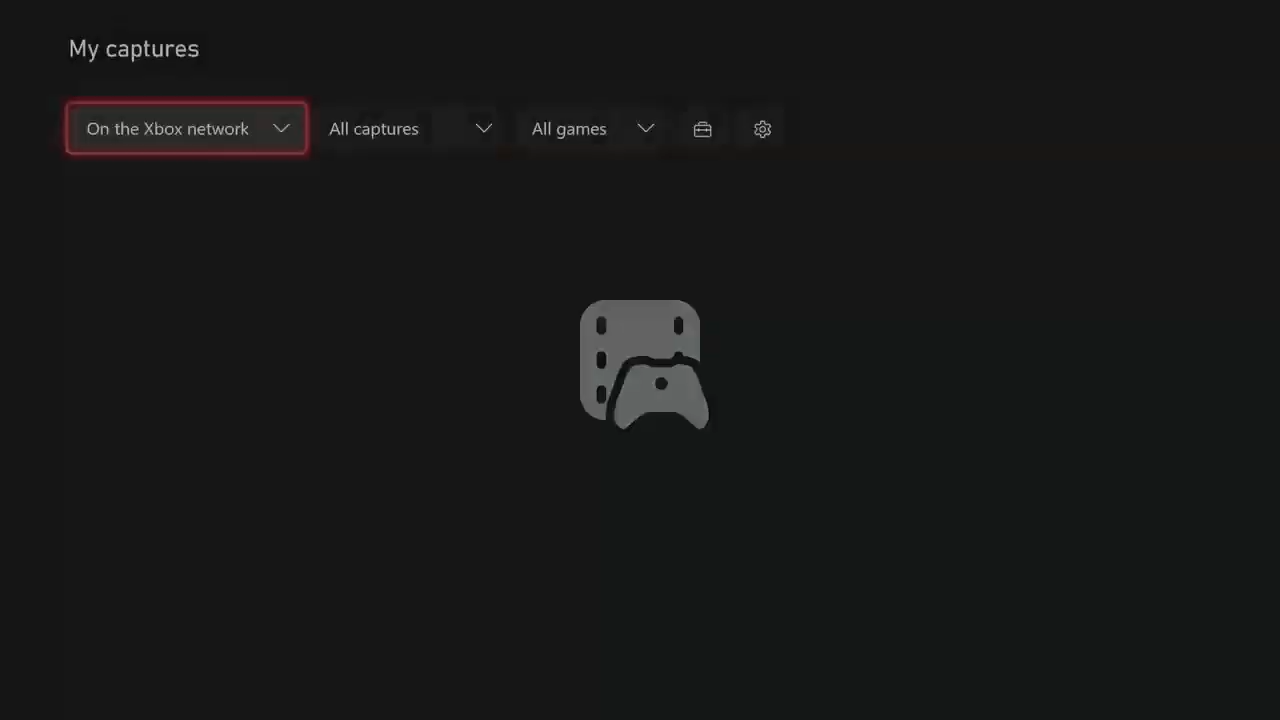 My captures
On the Xbox network
All captures
All games